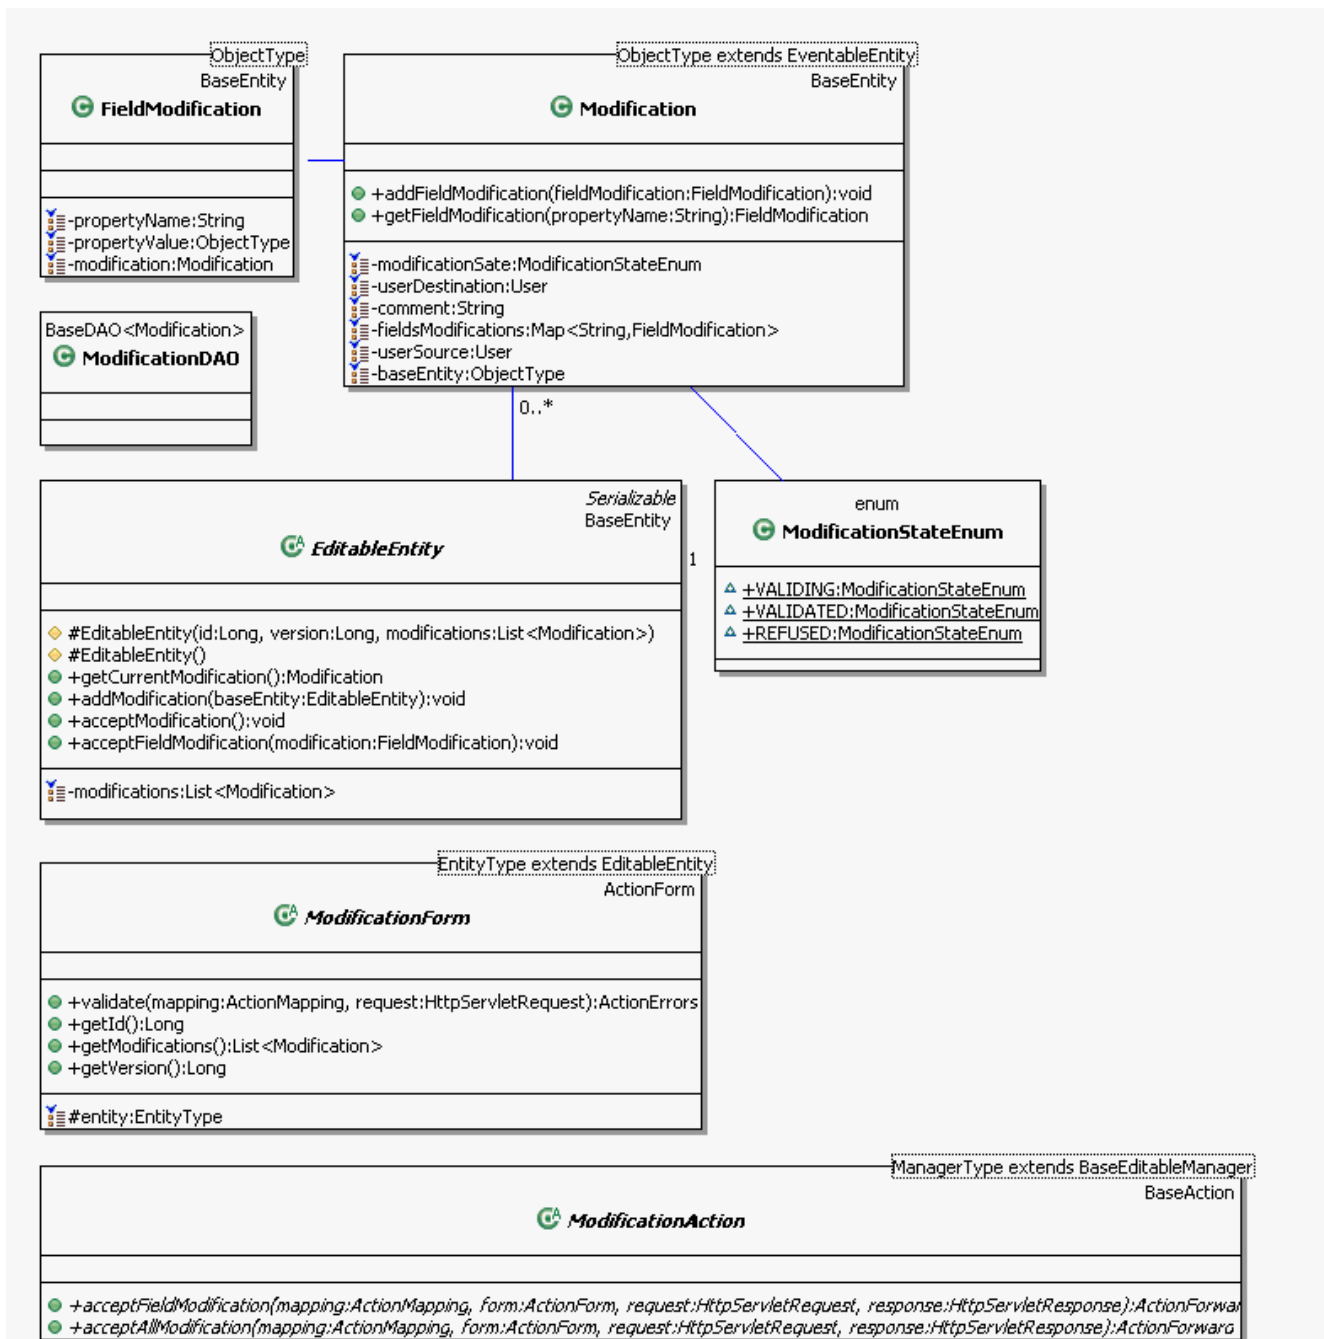 ObjectType
BaseEntity
FieldModification
-propertyName:String
-propertyValue:ObjectType
-modification:Modification
ObjectType extends EventableEntity
BaseEntity
Modification
+addFieldModification(fieldModification:FieldModification):void
+getFieldModification(propertyName:String):FieldModification
-modificationSate:ModificationStateEnum
-userDestination:User
-comment:String
-fieldsModifications:Map<String,FieldModification>
-userSource:User
-baseEntity:ObjectType
BaseDAO<Modification>
ModificationDAO
0..*
Serializable
BaseEntity
EditableEntity
#EditableEntity(id:Long, version:Long, modifications:List<Modification>)
#EditableEntity()
+getCurrentModification():Modification
+addModification(baseEntity:EditableEntity):void
+acceptModification():void
+acceptFieldModification(modification:FieldModification):void
-modifications:List<Modification>
1
enum
ModificationStateEnum
+VALIDING:ModificationStateEnum
+VALIDATED:ModificationStateEnum
+REFUSED:ModificationStateEnum
EntityType extends EditableEntity
ActionForm
ModificationForm
+validate(mapping:ActionMapping, request:HttpServletRequest):ActionErrors
+getId():Long
+getModifications():List<Modification>
+getVersion():Long
#entity:EntityType
ManagerType extends BaseEditableManager
BaseAction
ModificationAction
+acceptFieldModification(mapping:ActionMapping, form:ActionForm, request:HttpServletRequest, response:HttpServletResponse):ActionForwar
+acceptAllModification(mapping:ActionMapping, form:ActionForm, request:HttpServletRequest, response:HttpServletResponse):ActionForward